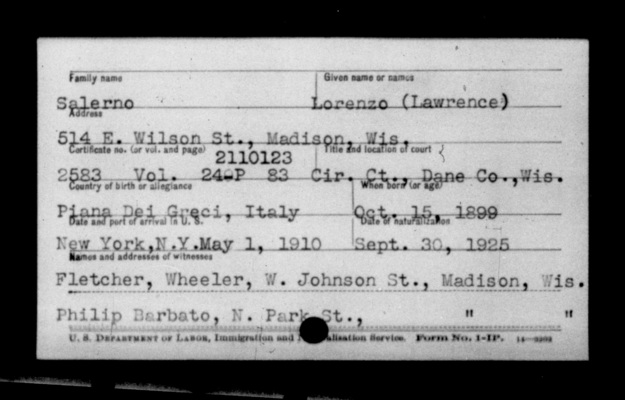 Family name Given name or names
Salerno Lorenzo (Lawrence)
Address
514 E. Wilson St., Madison, Wis.
Certificate no. (or vol. and page) Title and location of court
2110123
2583 Vol. 24-P 83 Cir. Ct., Dane Co., Wis.
Country of birth or allegiance When born (or age)
Piana Dei Greci, Italy Oct. 15, 1899
Date and port of arrival in U. S. Date of naturalization
New York,N.Y.May 1, 1910 Sept. 30, 1925
Names and addresses of witnesses
Fletcher, Wheeler, W. Johnson St., Madison, Wis.
Philip Barbato, N. Park St., " "
U. S. Department of Labor, Immigration and Service. Form No. 1-IP.